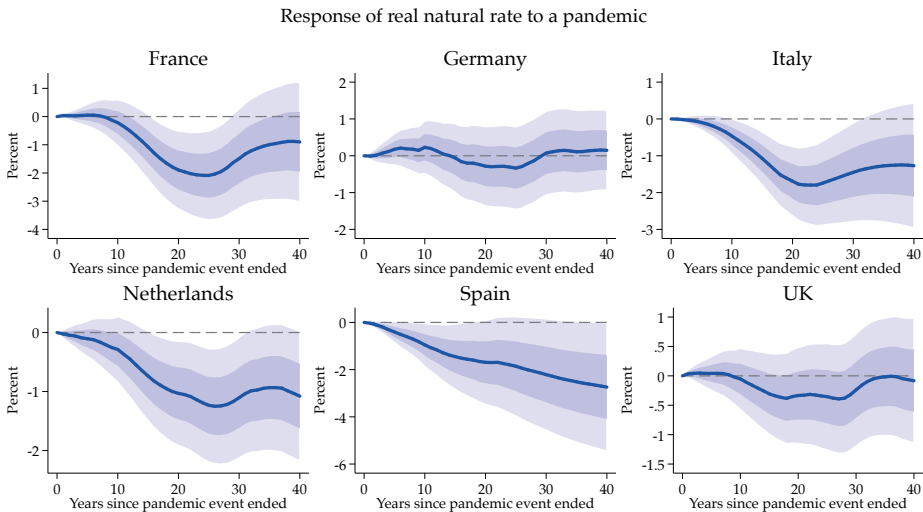 Response of real natural rate to a pandemic
France
Percent
1
0
-1
-2
-3
-4
0 10 20 30 40
Years since pandemic event ended
Germany
Percent
2
1
0
-1
-2
0 10 20 30 40
Years since pandemic event ended
Italy
Percent
1
0
-1
-2
-3
0 10 20 30 40
Years since pandemic event ended
Netherlands
Percent
0
-1
-2
0 10 20 30 40
Years since pandemic event ended
Spain
Percent
0
-2
-4
-6
0 10 20 30 40
Years since pandemic event ended
UK
Percent
1
.5
0
-.5
-1
-1.5
0 10 20 30 40
Years since pandemic event ended